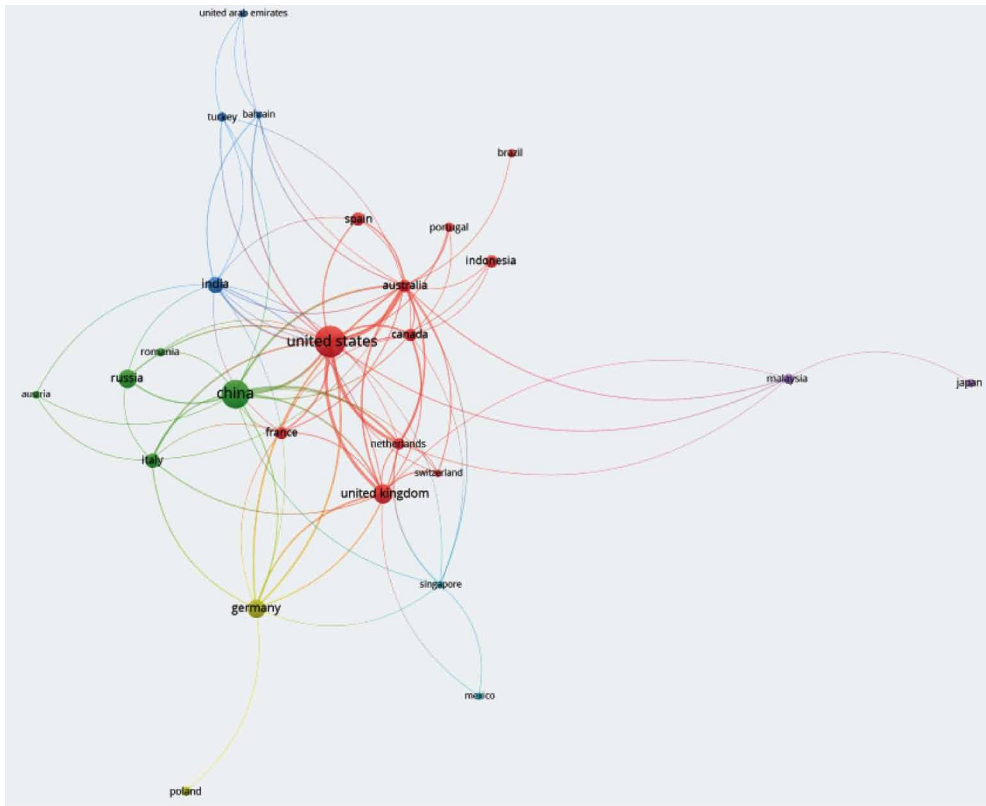 united arab emirates
turkey
bahrain
brazil
spain
portugal
indonesia
india
australia
canada
united states
romania
russia
malaysia
japan
austria
china
france
netherlands
italy
switzerland
united kingdom
singapore
germany
mexico
poland